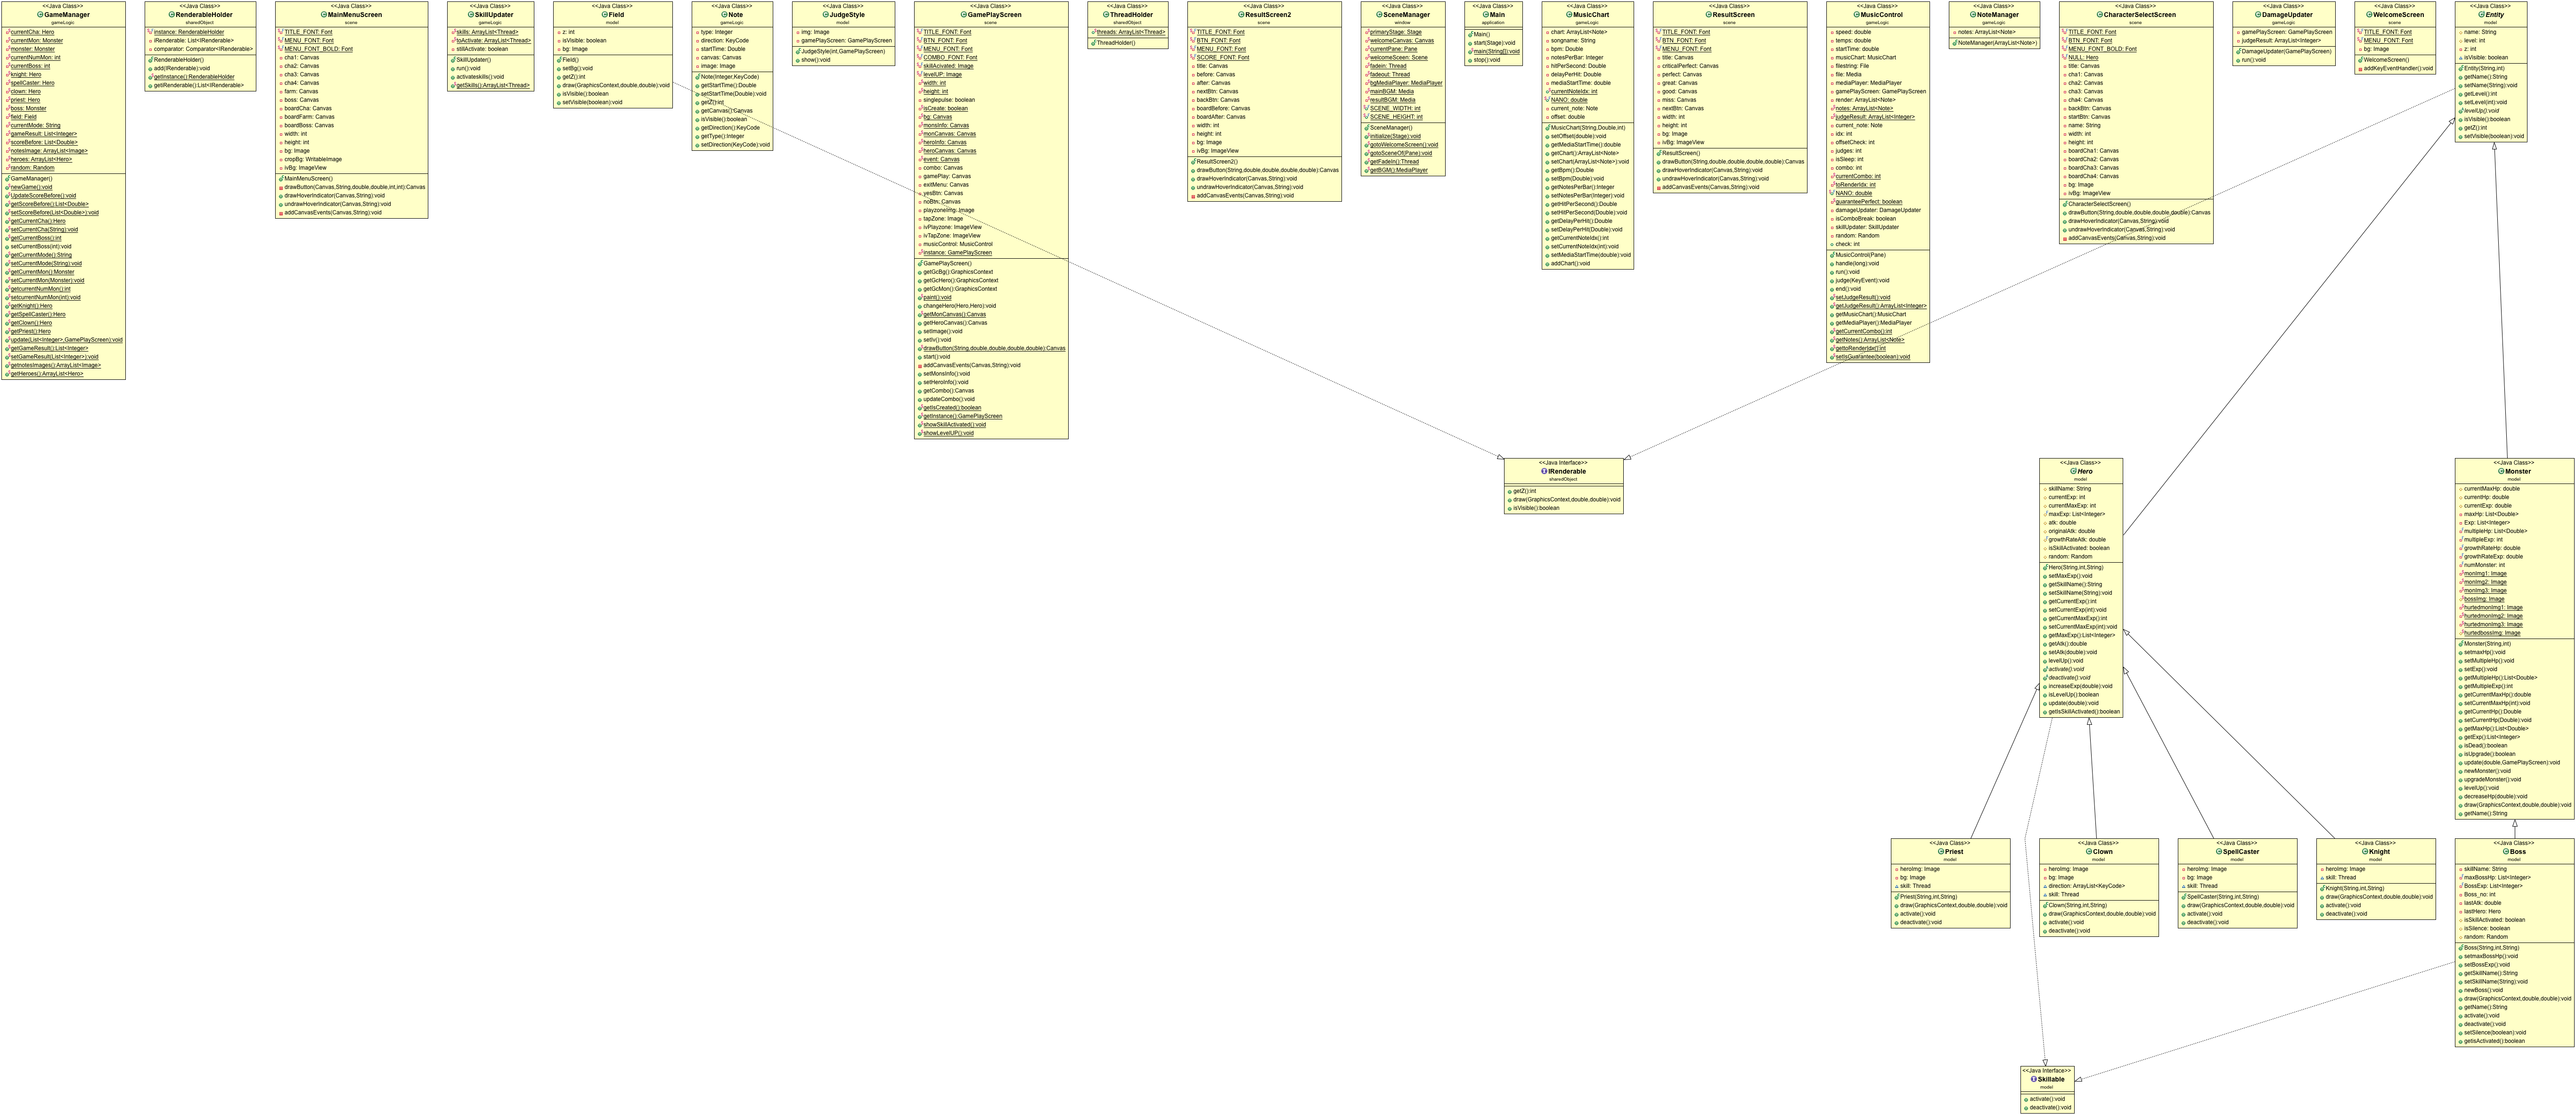 <<Java Class>>
GameManager
gameLogic
currentCha: Hero
currentMon: Monster
monster: Monster
currentNumMon: int
currentBoss: int
knight: Hero
spellCaster: Hero
clown: Hero
priest: Hero
boss: Monster
field: Field
currentMode: String
gameResult: List<Integer>
scoreBefore: List<Double>
notesImage: ArrayList<Image>
heroes: ArrayList<Hero>
random: Random
GameManager()
newGame():void
UpdateScoreBefore():void
getScoreBefore():List<Double>
setScoreBefore(List<Double>):void
getCurrentCha():Hero
setCurrentCha(String):void
getCurrentBoss():int
setCurrentBoss(int):void
getCurrentMode():String
setCurrentMode(String):void
getCurrentMon():Monster
setCurrentMon(Monster):void
getcurrentNumMon():int
setcurrentNumMon(int):void
getKnight():Hero
getSpellCaster():Hero
getClown():Hero
getPriest():Hero
update(List<Integer>,GamePlayScreen):void
getGameResult():List<Integer>
setGameResult(List<Integer>):void
getnotesImages():ArrayList<Image>
getHeroes():ArrayList<Hero>
<<Java Class>>
RenderableHolder
sharedObject
instance: RenderableHolder
iRenderable: List<IRenderable>
comparator: Comparator<IRenderable>
RenderableHolder()
add(IRenderable):void
getInstance():RenderableHolder
getiRenderable():List<IRenderable>
<<Java Class>>
MainMenuScreen
scene
TITLE_FONT: Font
MENU_FONT: Font
MENU_FONT_BOLD: Font
cha1: Canvas
cha2: Canvas
cha3: Canvas
cha4: Canvas
farm: Canvas
boss: Canvas
boardCha: Canvas
boardFarm: Canvas
boardBoss: Canvas
width: int
height: int
bg: Image
cropBg: WritableImage
ivBg: ImageView
MainMenuScreen()
drawButton(Canvas,String,double,double,int,int):Canvas
drawHoverIndicator(Canvas,String):void
undrawHoverIndicator(Canvas,String):void
addCanvasEvents(Canvas,String):void
<<Java Class>>
SkillUpdater
gameLogic
skills: ArrayList<Thread>
toActivate: ArrayList<Thread>
stillActivate: boolean
SkillUpdater()
run():void
activateskills():void
getSkills():ArrayList<Thread>
<<Java Class>>
Field
model
z: int
isVisible: boolean
bg: Image
Field()
setBg():void
getZ():int
draw(GraphicsContext,double,double):void
isVisible():boolean
setVisible(boolean):void
<<Java Class>>
Note
gameLogic
type: Integer
direction: KeyCode
startTime: Double
canvas: Canvas
image: Image
Note(Integer,KeyCode)
getStartTime():Double
setStartTime(Double):void
getZ():int
getCanvas():Canvas
isVisible():boolean
getDirection():KeyCode
getType():Integer
setDirection(KeyCode):void
<<Java Class>>
JudgeStyle
model
img: Image
gamePlayScreen: GamePlayScreen
JudgeStyle(int,GamePlayScreen)
show():void
<<Java Class>>
GamePlayScreen
scene
TITLE_FONT: Font
BTN_FONT: Font
MENU_FONT: Font
COMBO_FONT: Font
skillActivated: Image
levelUP: Image
width: int
height: int
singlepulse: boolean
isCreate: boolean
bg: Canvas
monsInfo: Canvas
monCanvas: Canvas
heroInfo: Canvas
heroCanvas: Canvas
event: Canvas
combo: Canvas
gamePlay: Canvas
exitMenu: Canvas
yesBtn: Canvas
noBtn: Canvas
playzoneimg: Image
tapZone: Image
ivPlayzone: ImageView
ivTapZone: ImageView
musicControl: MusicControl
instance: GamePlayScreen
GamePlayScreen()
getGcBg():GraphicsContext
getGcHero():GraphicsContext
getGcMon():GraphicsContext
paint():void
changeHero(Hero,Hero):void
getMonCanvas():Canvas
getHeroCanvas():Canvas
setImage():void
setIv():void
drawButton(String,double,double,double,double):Canvas
start():void
addCanvasEvents(Canvas,String):void
setMonsInfo():void
setHeroInfo():void
getCombo():Canvas
updateCombo():void
getIsCreated():boolean
getInstance():GamePlayScreen
showSkillActivated():void
showLevelUP():void
<<Java Class>>
ThreadHolder
sharedObject
threads: ArrayList<Thread>
ThreadHolder()
<<Java Class>>
ResultScreen2
scene
TITLE_FONT: Font
BTN_FONT: Font
MENU_FONT: Font
SCORE_FONT: Font
title: Canvas
before: Canvas
after: Canvas
nextBtn: Canvas
backBtn: Canvas
boardBefore: Canvas
boardAfter: Canvas
width: int
height: int
bg: Image
ivBg: ImageView
ResultScreen2()
drawButton(String,double,double,double,double):Canvas
drawHoverIndicator(Canvas,String):void
undrawHoverIndicator(Canvas,String):void
addCanvasEvents(Canvas,String):void
<<Java Class>>
SceneManager
window
primaryStage: Stage
welcomeCanvas: Canvas
currentPane: Pane
welcomeSceen: Scene
fadein: Thread
fadeout: Thread
bgMediaPlayer: MediaPlayer
mainBGM: Media
resultBGM: Media
SCENE_WIDTH: int
SCENE_HEIGHT: int
SceneManager()
initialize(Stage):void
gotoWelcomeScreen():void
gotoSceneOf(Pane):void
getFadeIn():Thread
getBGM():MediaPlayer
<<Java Class>>
Main
application
Main()
start(Stage):void
main(String[]):void
stop():void
<<Java Class>>
MusicChart
gameLogic
chart: ArrayList<Note>
songname: String
bpm: Double
notesPerBar: Integer
hitPerSecond: Double
delayPerHit: Double
mediaStartTime: double
currentNoteIdx: int
NANO: double
current_note: Note
offset: double
MusicChart(String,Double,int)
setOffset(double):void
getMediaStartTime():double
getChart():ArrayList<Note>
setChart(ArrayList<Note>):void
getBpm():Double
setBpm(Double):void
getNotesPerBar():Integer
setNotesPerBar(Integer):void
getHitPerSecond():Double
setHitPerSecond(Double):void
getDelayPerHit():Double
setDelayPerHit(Double):void
getCurrentNoteIdx():int
setCurrentNoteIdx(int):void
setMediaStartTime(double):void
addChart():void
<<Java Class>>
ResultScreen
scene
TITLE_FONT: Font
BTN_FONT: Font
MENU_FONT: Font
title: Canvas
criticalPerfect: Canvas
perfect: Canvas
great: Canvas
good: Canvas
miss: Canvas
nextBtn: Canvas
width: int
height: int
bg: Image
ivBg: ImageView
ResultScreen()
drawButton(String,double,double,double,double):Canvas
drawHoverIndicator(Canvas,String):void
undrawHoverIndicator(Canvas,String):void
addCanvasEvents(Canvas,String):void
<<Java Class>>
MusicControl
gameLogic
speed: double
temps: double
startTime: double
musicChart: MusicChart
filestring: File
file: Media
mediaPlayer: MediaPlayer
gamePlayScreen: GamePlayScreen
render: ArrayList<Note>
notes: ArrayList<Note>
judgeResult: ArrayList<Integer>
current_note: Note
idx: int
offsetCheck: int
judges: int
isSleep: int
combo: int
currentCombo: int
toRenderIdx: int
NANO: double
guaranteePerfect: boolean
damageUpdater: DamageUpdater
isComboBreak: boolean
skillUpdater: SkillUpdater
random: Random
check: int
MusicControl(Pane)
handle(long):void
run():void
judge(KeyEvent):void
end():void
setJudgeResult():void
getJudgeResult():ArrayList<Integer>
getMusicChart():MusicChart
getMediaPlayer():MediaPlayer
getCurrentCombo():int
getNotes():ArrayList<Note>
gettoRenderIdx():int
setIsGuarantee(boolean):void
<<Java Class>>
NoteManager
gameLogic
notes: ArrayList<Note>
NoteManager(ArrayList<Note>)
<<Java Class>>
CharacterSelectScreen
scene
TITLE_FONT: Font
BTN_FONT: Font
MENU_FONT_BOLD: Font
NULL: Hero
title: Canvas
cha1: Canvas
cha2: Canvas
cha3: Canvas
cha4: Canvas
startBtn: Canvas
backBtn: Canvas
name: String
width: int
height: int
boardCha1: Canvas
boardCha2: Canvas
boardCha3: Canvas
boardCha4: Canvas
bg: Image
ivBg: ImageView
CharacterSelectScreen()
drawButton(String,double,double,double,double):Canvas
drawHoverIndicator(Canvas,String):void
undrawHoverIndicator(Canvas,String):void
addCanvasEvents(Canvas,String):void
<<Java Class>>
DamageUpdater
gameLogic
gamePlayScreen: GamePlayScreen
judgeResult: ArrayList<Integer>
DamageUpdater(GamePlayScreen)
run():void
<<Java Class>>
WelcomeScreen
scene
TITLE_FONT: Font
MENU_FONT: Font
bg: Image
WelcomeScreen()
addKeyEventHandler():void
<<Java Class>>
Entity
model
name: String
level: int
z: int
isVisible: boolean
Entity(String,int)
getName():String
setName(String):void
getLevel():int
setLevel(int):void
levelUp():void
isVisible():boolean
getZ():int
setVisible(boolean):void
<<Java Interface>>
IRenderable
sharedObject
getZ():int
draw(GraphicsContext,double,double):void
isVisible():boolean
<<Java Class>>
Hero
model
skillName: String
currentExp: int
currentMaxExp: int
maxExp: List<Integer>
atk: double
originalAtk: double
growthRateAtk: double
isSkillActivated: boolean
random: Random
Hero(String,int,String)
setMaxExp():void
getSkillName():String
setSkillName(String):void
getCurrentExp():int
setCurrentExp(int):void
getCurrentMaxExp():int
setCurrentMaxExp(int):void
getMaxExp():List<Integer>
getAtk():double
setAtk(double):void
levelUp():void
activate():void
deactivate():void
increaseExp(double):void
isLevelUp():boolean
update(double):void
getIsSkillActivated():boolean
<<Java Class>>
Monster
model
currentMaxHp: double
currentHp: double
currentExp: double
maxHp: List<Double>
Exp: List<Integer>
multipleHp: List<Double>
multipleExp: int
growthRateHp: double
growthRateExp: double
numMonster: int
monImg1: Image
monImg2: Image
monImg3: Image
bossImg: Image
hurtedmonImg1: Image
hurtedmonImg2: Image
hurtedmonImg3: Image
hurtedbossImg: Image
Monster(String,int)
setmaxHp():void
setMultipleHp():void
setExp():void
getMultipleHp():List<Double>
getMultipleExp():int
getCurrentMaxHp():double
setCurrentMaxHp(int):void
getCurrentHp():Double
setCurrentHp(Double):void
getMaxHp():List<Double>
getExp():List<Integer>
isDead():boolean
isUpgrade():boolean
update(double,GamePlayScreen):void
newMonster():void
upgradeMonster():void
levelUp():void
decreaseHp(double):void
draw(GraphicsContext,double,double):void
getName():String
<<Java Class>>
Priest
model
heroImg: Image
bg: Image
skill: Thread
Priest(String,int,String)
draw(GraphicsContext,double,double):void
activate():void
deactivate():void
<<Java Class>>
Clown
model
heroImg: Image
bg: Image
direction: ArrayList<KeyCode>
skill: Thread
Clown(String,int,String)
draw(GraphicsContext,double,double):void
activate():void
deactivate():void
<<Java Class>>
SpellCaster
model
heroImg: Image
bg: Image
skill: Thread
SpellCaster(String,int,String)
draw(GraphicsContext,double,double):void
activate():void
deactivate():void
<<Java Class>>
Knight
model
heroImg: Image
skill: Thread
Knight(String,int,String)
draw(GraphicsContext,double,double):void
activate():void
deactivate():void
<<Java Class>>
Boss
model
skillName: String
maxBossHp: List<Integer>
BossExp: List<Integer>
Boss_no: int
lastAtk: double
lastHero: Hero
isSkillActivated: boolean
isSilence: boolean
random: Random
Boss(String,int,String)
setmaxBossHp():void
setBossExp():void
getSkillName():String
setSkillName(String):void
newBoss():void
draw(GraphicsContext,double,double):void
getName():String
activate():void
deactivate():void
setSilence(boolean):void
getisActivated():boolean
<<Java Interface>>
Skillable
model
activate():void
deactivate():void